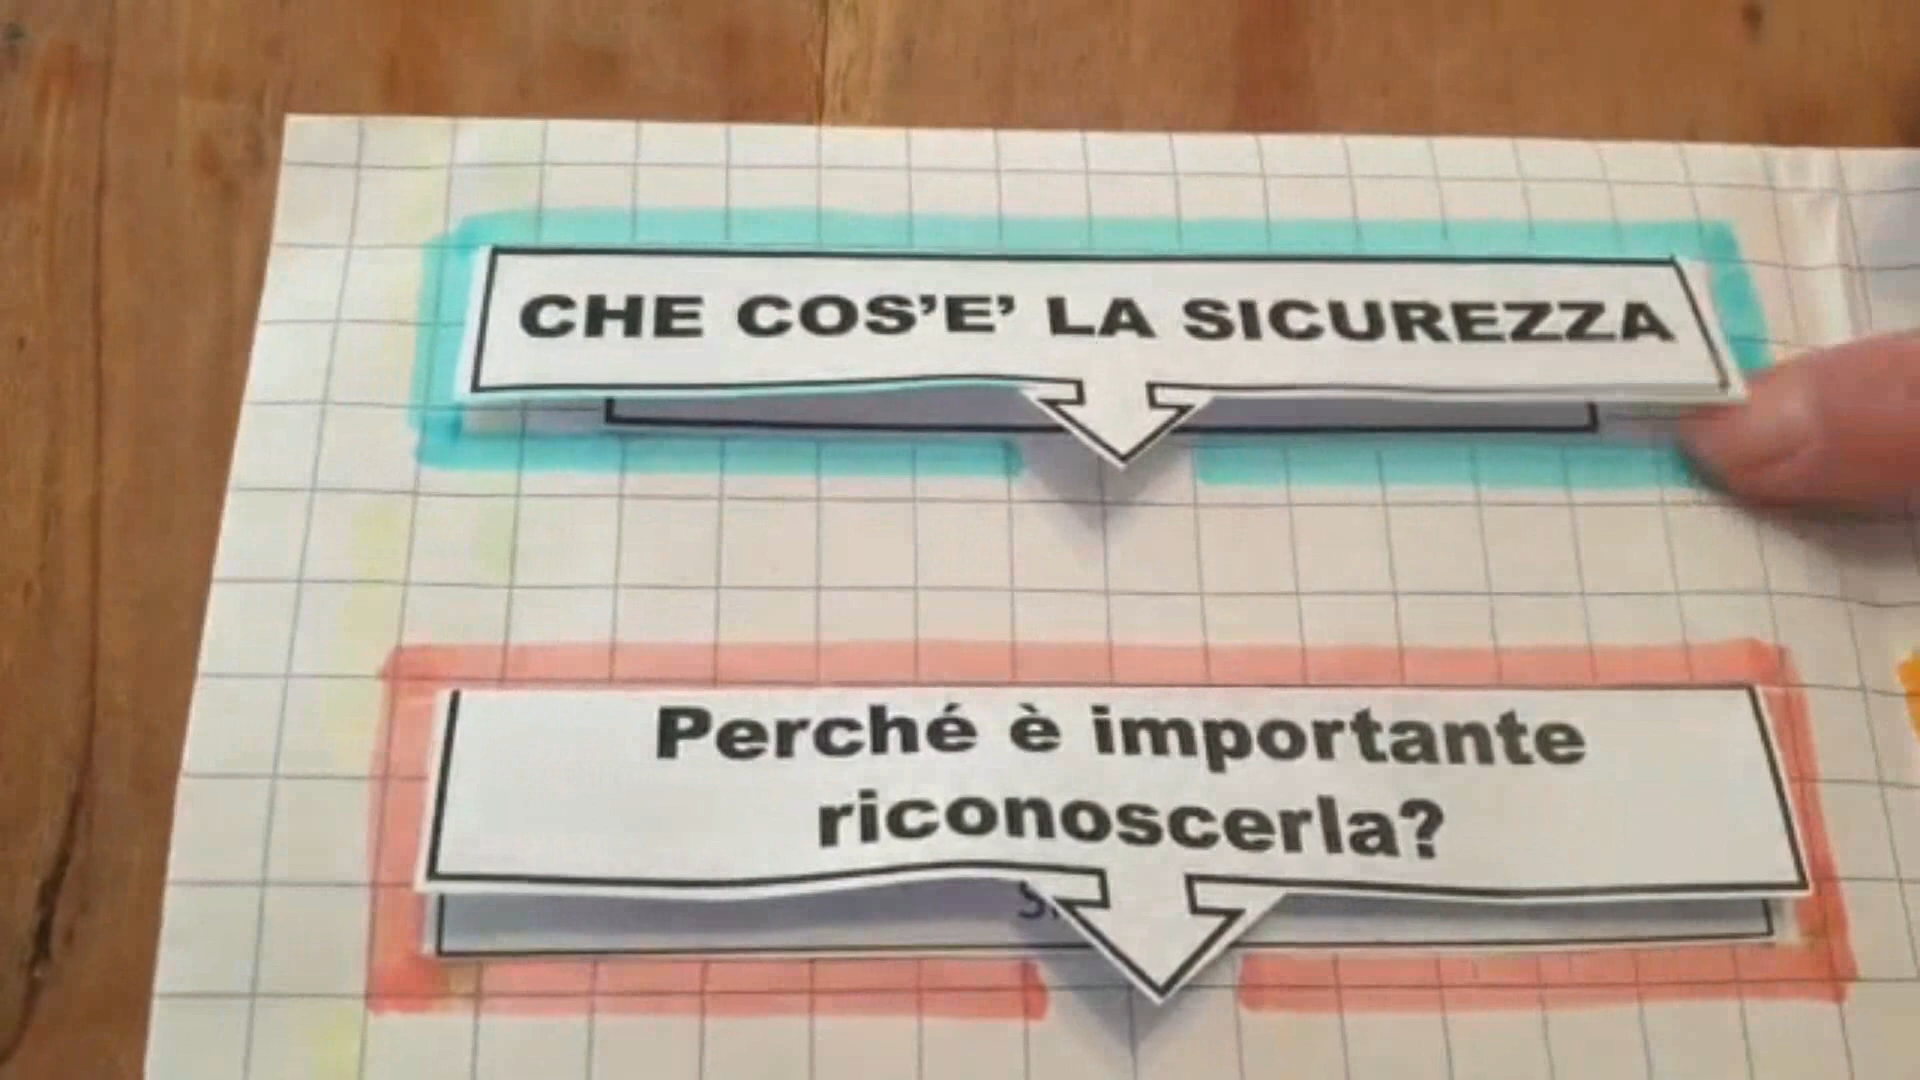 CHE COS’E’ LA SICUREZZA
Perché è importante
riconoscerla?